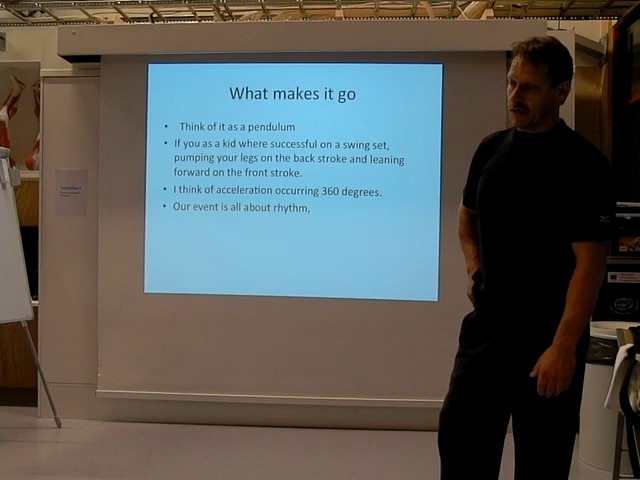 What makes it go
• Think of it as a pendulum
• If you as a kid where successful on a swing set,
pumping your legs on the back stroke and leaning
forward on the front stroke.
• I think of acceleration occurring 360 degrees.
• Our event is all about rhythm,